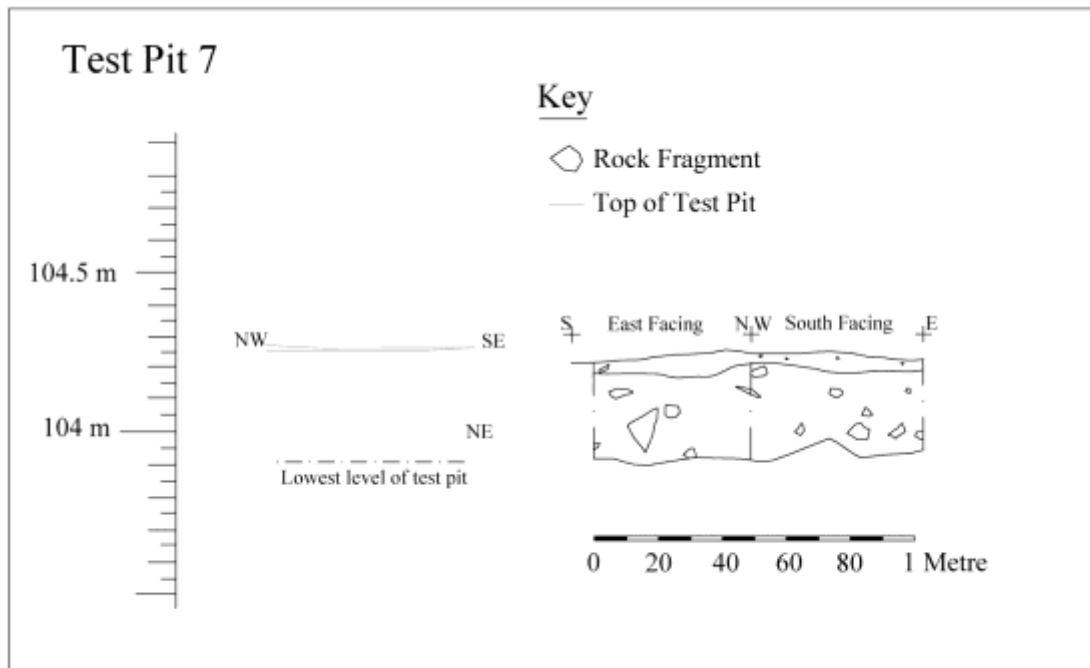 Test Pit 7
Key
Rock Fragment
Top of Test Pit
104.5 m
NW
SE
S
East Facing
N,W
South Facing
E
104 m
NE
Lowest level of test pit
0 20 40 60 80 1 Metre